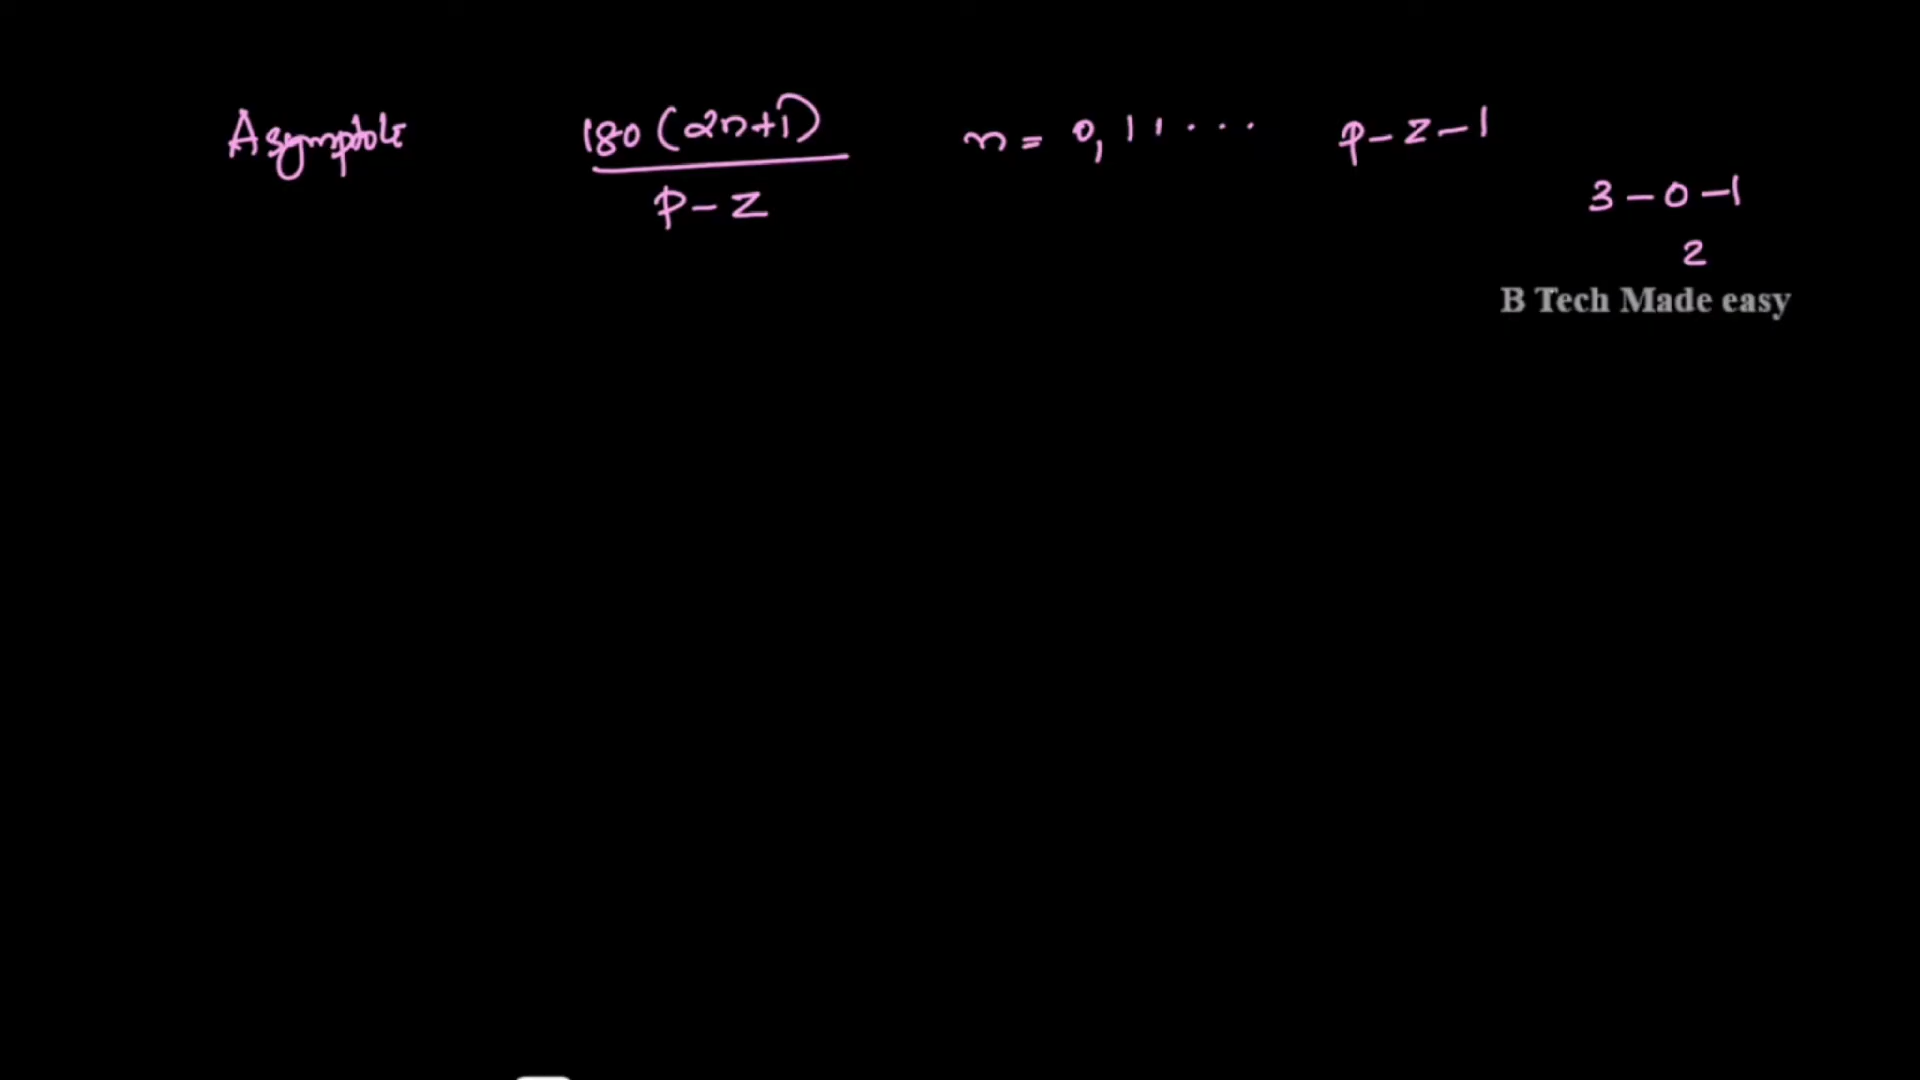 Asymptote 180(2n+1) / P-Z n = 0, 1, ... P-Z-1
3-0-1
2
B Tech Made easy